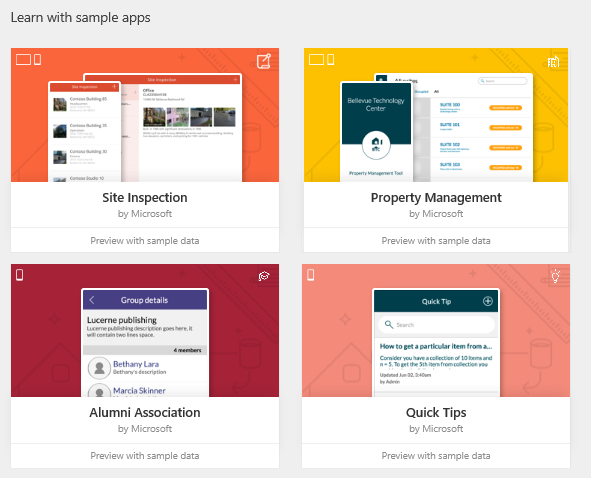 Learn with sample apps
Site Inspection
Site inspection
Contoso Building 85
Contoso Building 35
Contoso Building 30
Contoso Studio 10
Office
Site Inspection
by Microsoft
Preview with sample data
Bellevue Technology
Center
Property Management Tool
All
SUITE 100
SUITE 101
SUITE 102
SUITE 103
Property Management
by Microsoft
Preview with sample data
Group details
Lucerne publishing
Lucerne publishing description goes here, it
will contain two lines space.
4 members
Bethany Lara
Bethany's description
Marcia Skinner
Alumni Association
by Microsoft
Preview with sample data
Quick Tip
Search
How to get a particular item from a...
Consider you have a collection of 10 items and
n = 5. To get the 5th item from collection you
Updated Jun 02, 3:40am
by Admin
Quick Tips
by Microsoft
Preview with sample data